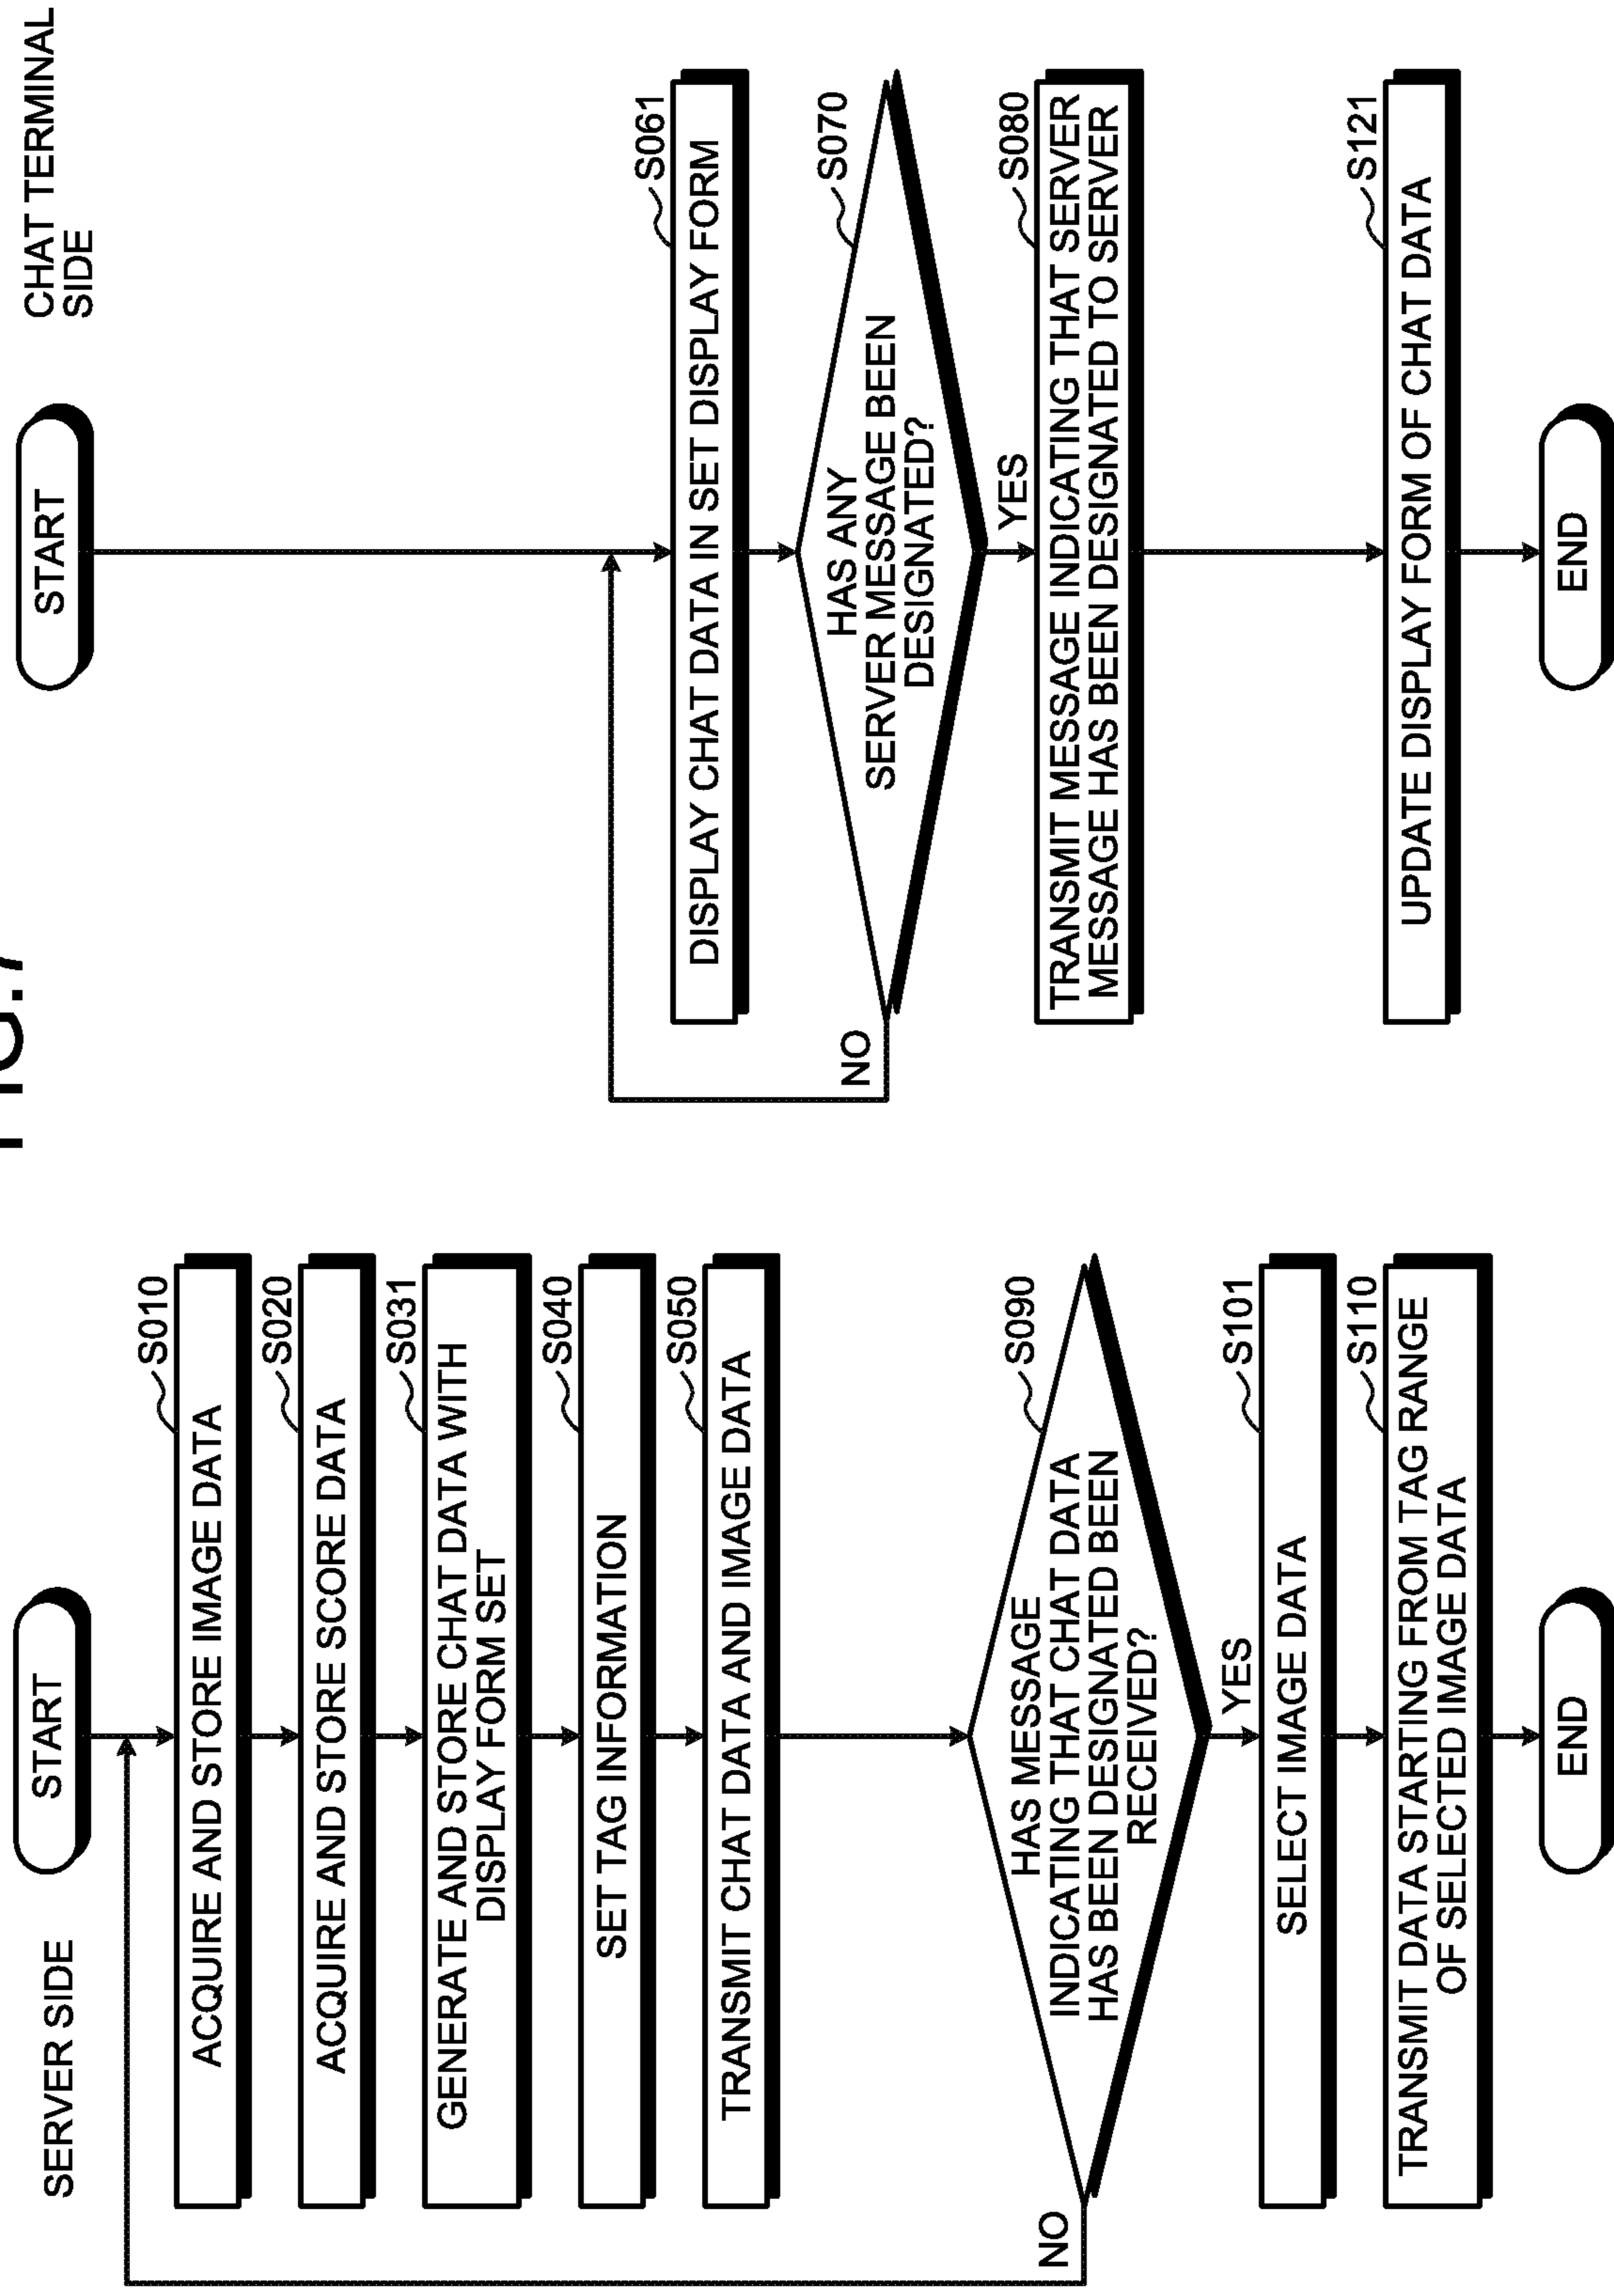 FIG.7
SERVER SIDE
START
S010
ACQUIRE AND STORE IMAGE DATA
S020
ACQUIRE AND STORE SCORE DATA
S031
GENERATE AND STORE CHAT DATA WITH
DISPLAY FORM SET
S040
SET TAG INFORMATION
S050
TRANSMIT CHAT DATA AND IMAGE DATA
S090
HAS MESSAGE
INDICATING THAT CHAT DATA
HAS BEEN DESIGNATED BEEN
RECEIVED?
NO
YES
S101
SELECT IMAGE DATA
S110
TRANSMIT DATA STARTING FROM TAG RANGE
OF SELECTED IMAGE DATA
END
CHAT TERMINAL
SIDE
START
S061
DISPLAY CHAT DATA IN SET DISPLAY FORM
S070
HAS ANY
SERVER MESSAGE BEEN
DESIGNATED?
NO
YES
S080
TRANSMIT MESSAGE INDICATING THAT SERVER
MESSAGE HAS BEEN DESIGNATED TO SERVER
S121
UPDATE DISPLAY FORM OF CHAT DATA
END